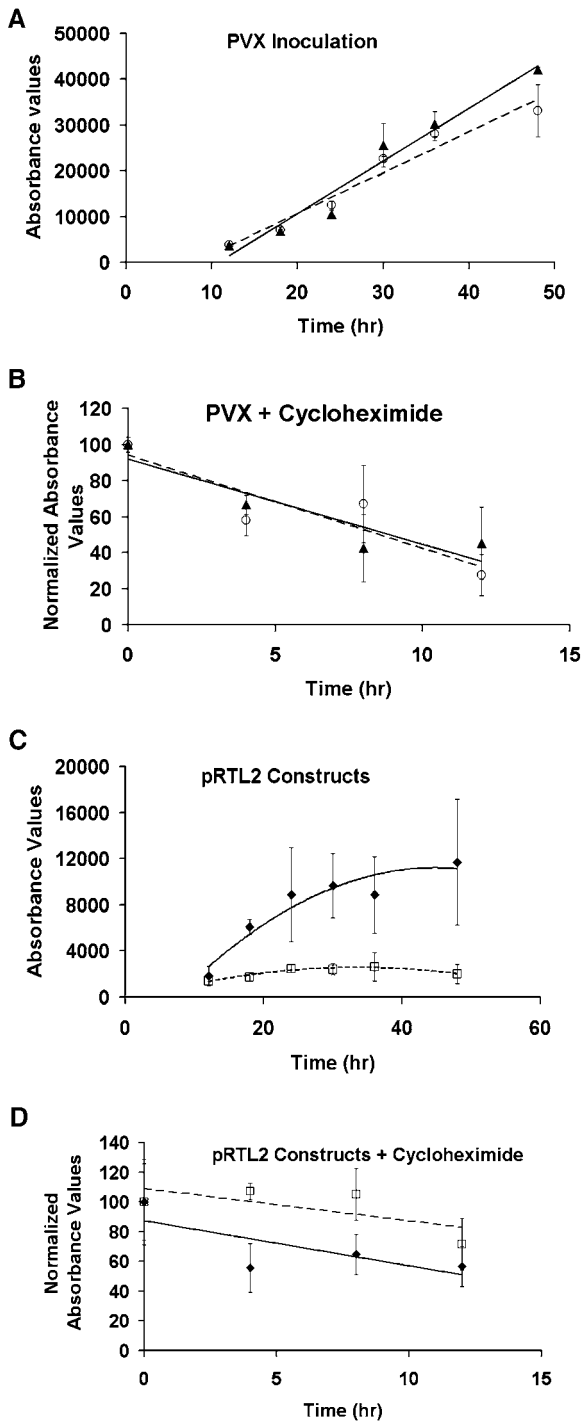 A
PVX Inoculation
Absorbance values
50000
40000
30000
20000
10000
0
0 10 20 30 40 50
Time (hr)
B
PVX + Cycloheximide
Normalized Absorbance
Values
120
100
80
60
40
20
0
0 5 10 15
Time (hr)
C
pRTL2 Constructs
Absorbance Values
20000
16000
12000
8000
4000
0
0 20 40 60
Time (hr)
D
pRTL2 Constructs + Cycloheximide
Normalized
Absorbance Values
140
120
100
80
60
40
20
0
0 5 10 15
Time (hr)